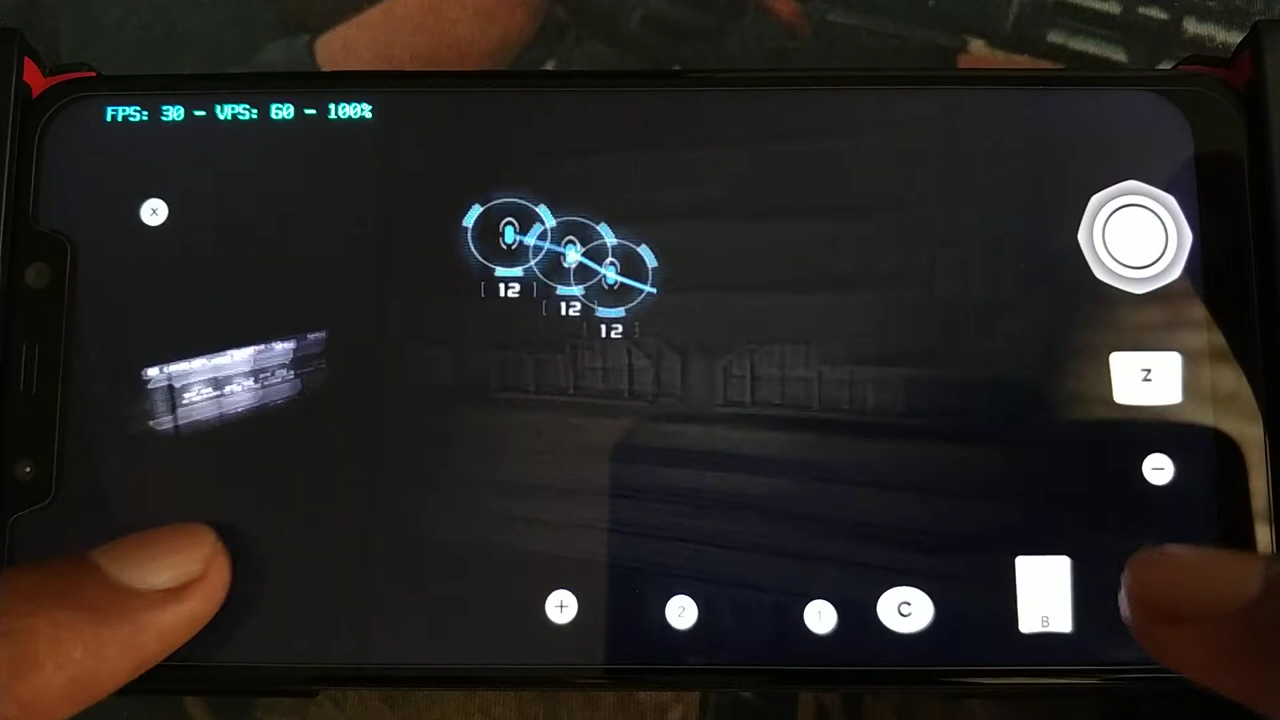 FPS: 30 - VPS: 60 - 100%
X
[ 12 ]
[ 12 ]
[ 12 ]
Z
−
+
2
1
C
B